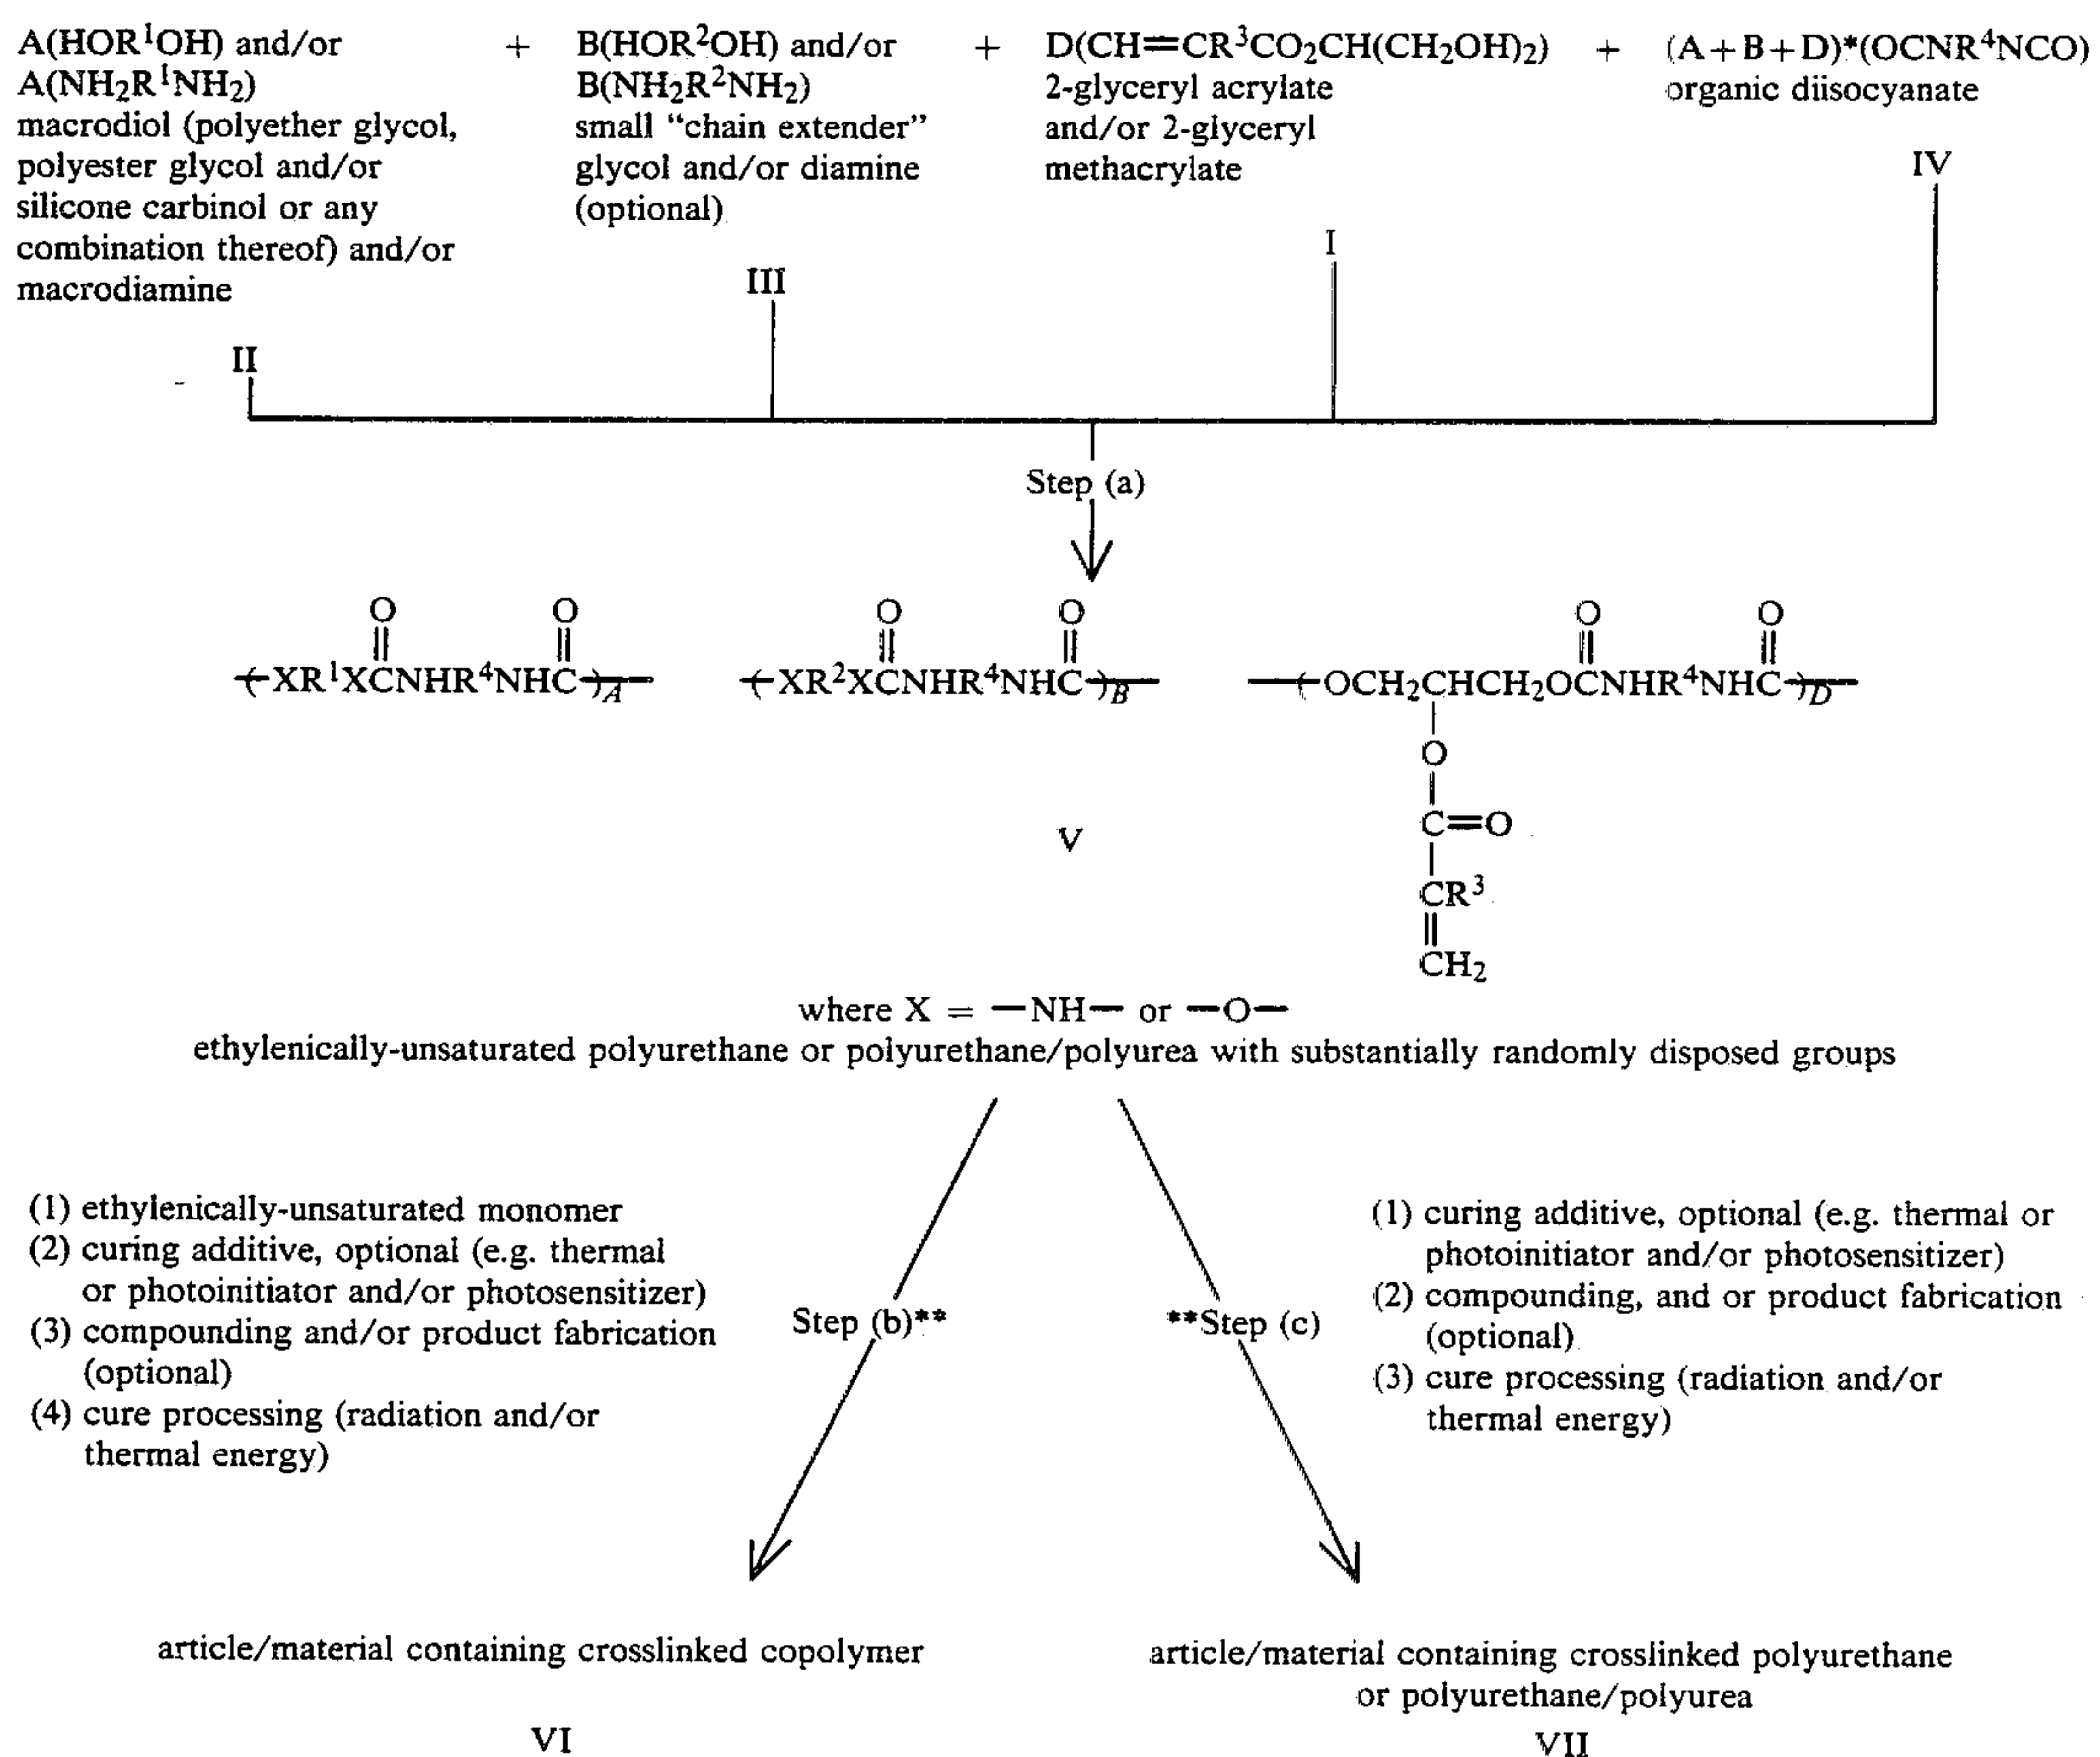 A(HOR¹OH) and/or + B(HOR²OH) and/or + D(CH=CR³CO₂CH(CH₂OH)₂) + (A+B+D)*(OCNR⁴NCO)
A(NH₂R¹NH₂)
macrodiol (polyether glycol,
polyester glycol and/or
silicone carbinol or any
combination thereof) and/or
macrodiamine
II
B(NH₂R²NH₂)
small “chain extender”
glycol and/or diamine
(optional)
III
2-glyceryl acrylate
and/or 2-glyceryl
methacrylate
I
organic diisocyanate
IV
Step (a)
O O O O O O
(XR¹XCNHR⁴NHC)A (XR²XCNHR⁴NHC)B (OCH₂CHCH₂OCNHR⁴NHC)D
O
C=O
CR³
CH₂
V
where X = —NH— or —O—
ethylenically-unsaturated polyurethane or polyurethane/polyurea with substantially randomly disposed groups
(1) ethylenically-unsaturated monomer
(2) curing additive, optional (e.g. thermal
or photoinitiator and/or photosensitizer)
(3) compounding and/or product fabrication
(optional)
(4) cure processing (radiation and/or
thermal energy)
Step (b)**
**Step (c)
(1) curing additive, optional (e.g. thermal or
photoinitiator and/or photosensitizer)
(2) compounding, and or product fabrication
(optional)
(3) cure processing (radiation and/or
thermal energy)
article/material containing crosslinked copolymer
VI
article/material containing crosslinked polyurethane
or polyurethane/polyurea
VII